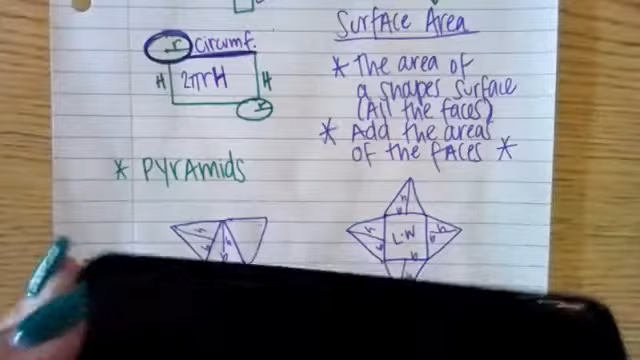 Surface Area
r Circumf.
H 2πrH H
r
* The area of
a shapes surface
(All the faces)
* Add the areas
of the faces *
* Pyramids
h h h
b b
h
b
h b L·W b h
b
h